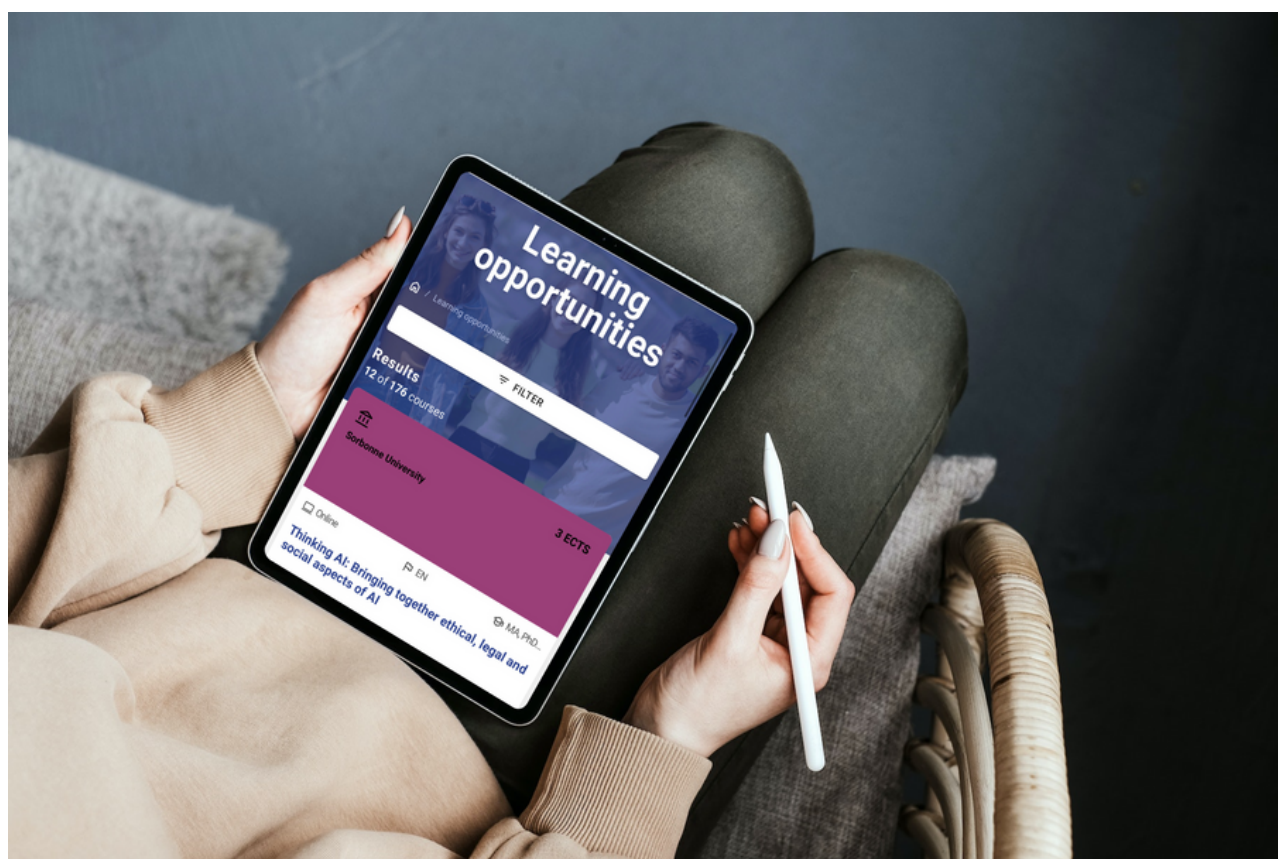 Learning
opportunities
/ Learning opportunities
FILTER
Results
12 of 176 courses
Sorbonne University
3 ECTS
Online
EN
MA, PhD...
Thinking AI: Bringing together ethical, legal and
social aspects of AI